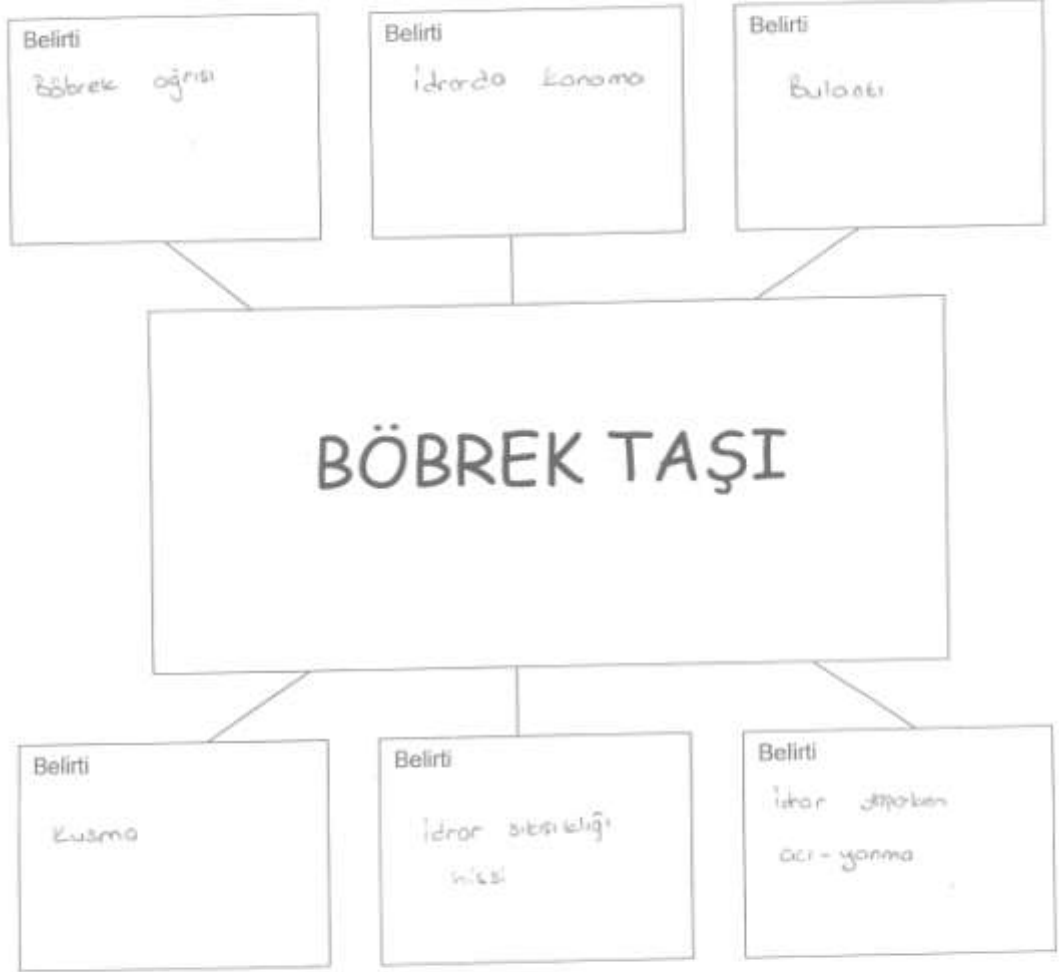 Belirti
Böbrek ağrısı
Belirti
İdrarda kanama
Belirti
Bulantı
BÖBREK TAŞI
Belirti
Kusma
Belirti
İdrar sıkışıklığı
hissi
Belirti
İdrar yaparken
acı - yanma